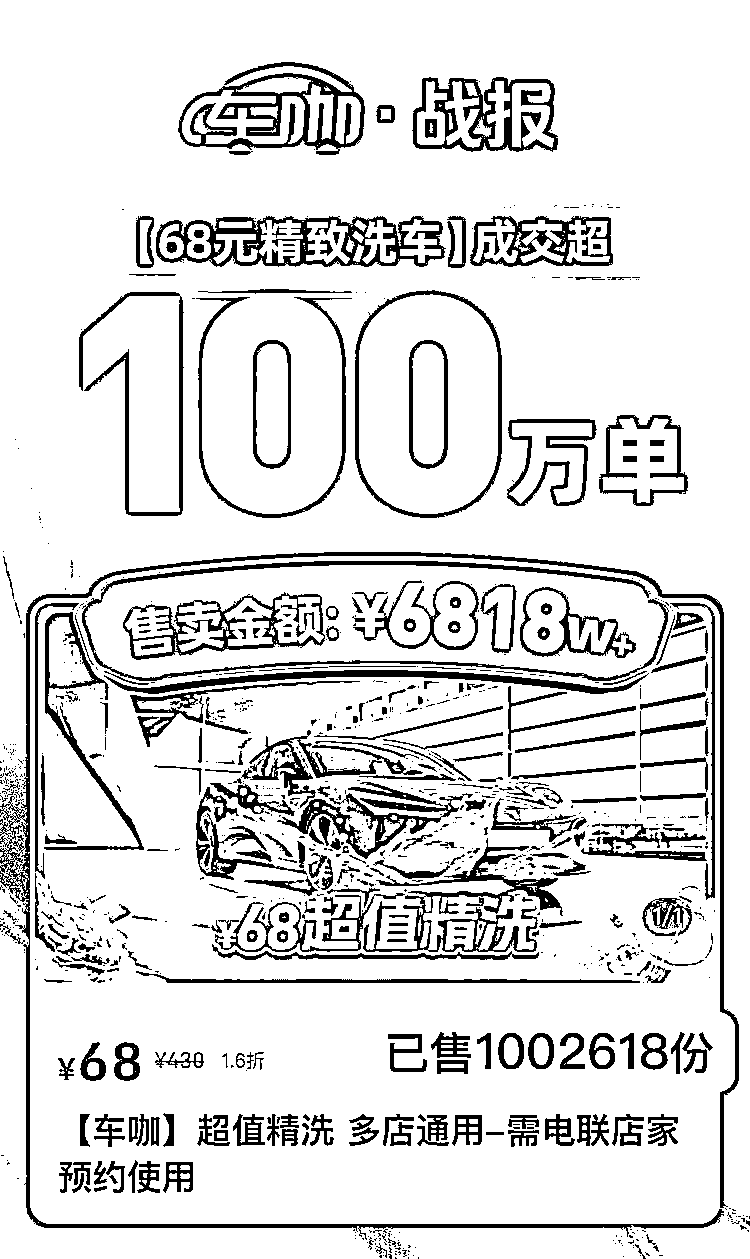 车咖·战报
【68元精致洗车】成交超
100万单
售卖金额:¥6818W+
¥68超值精洗
1/1
¥68 ¥430 1.6折 已售1002618份
【车咖】超值精洗 多店通用-需电联店家
预约使用